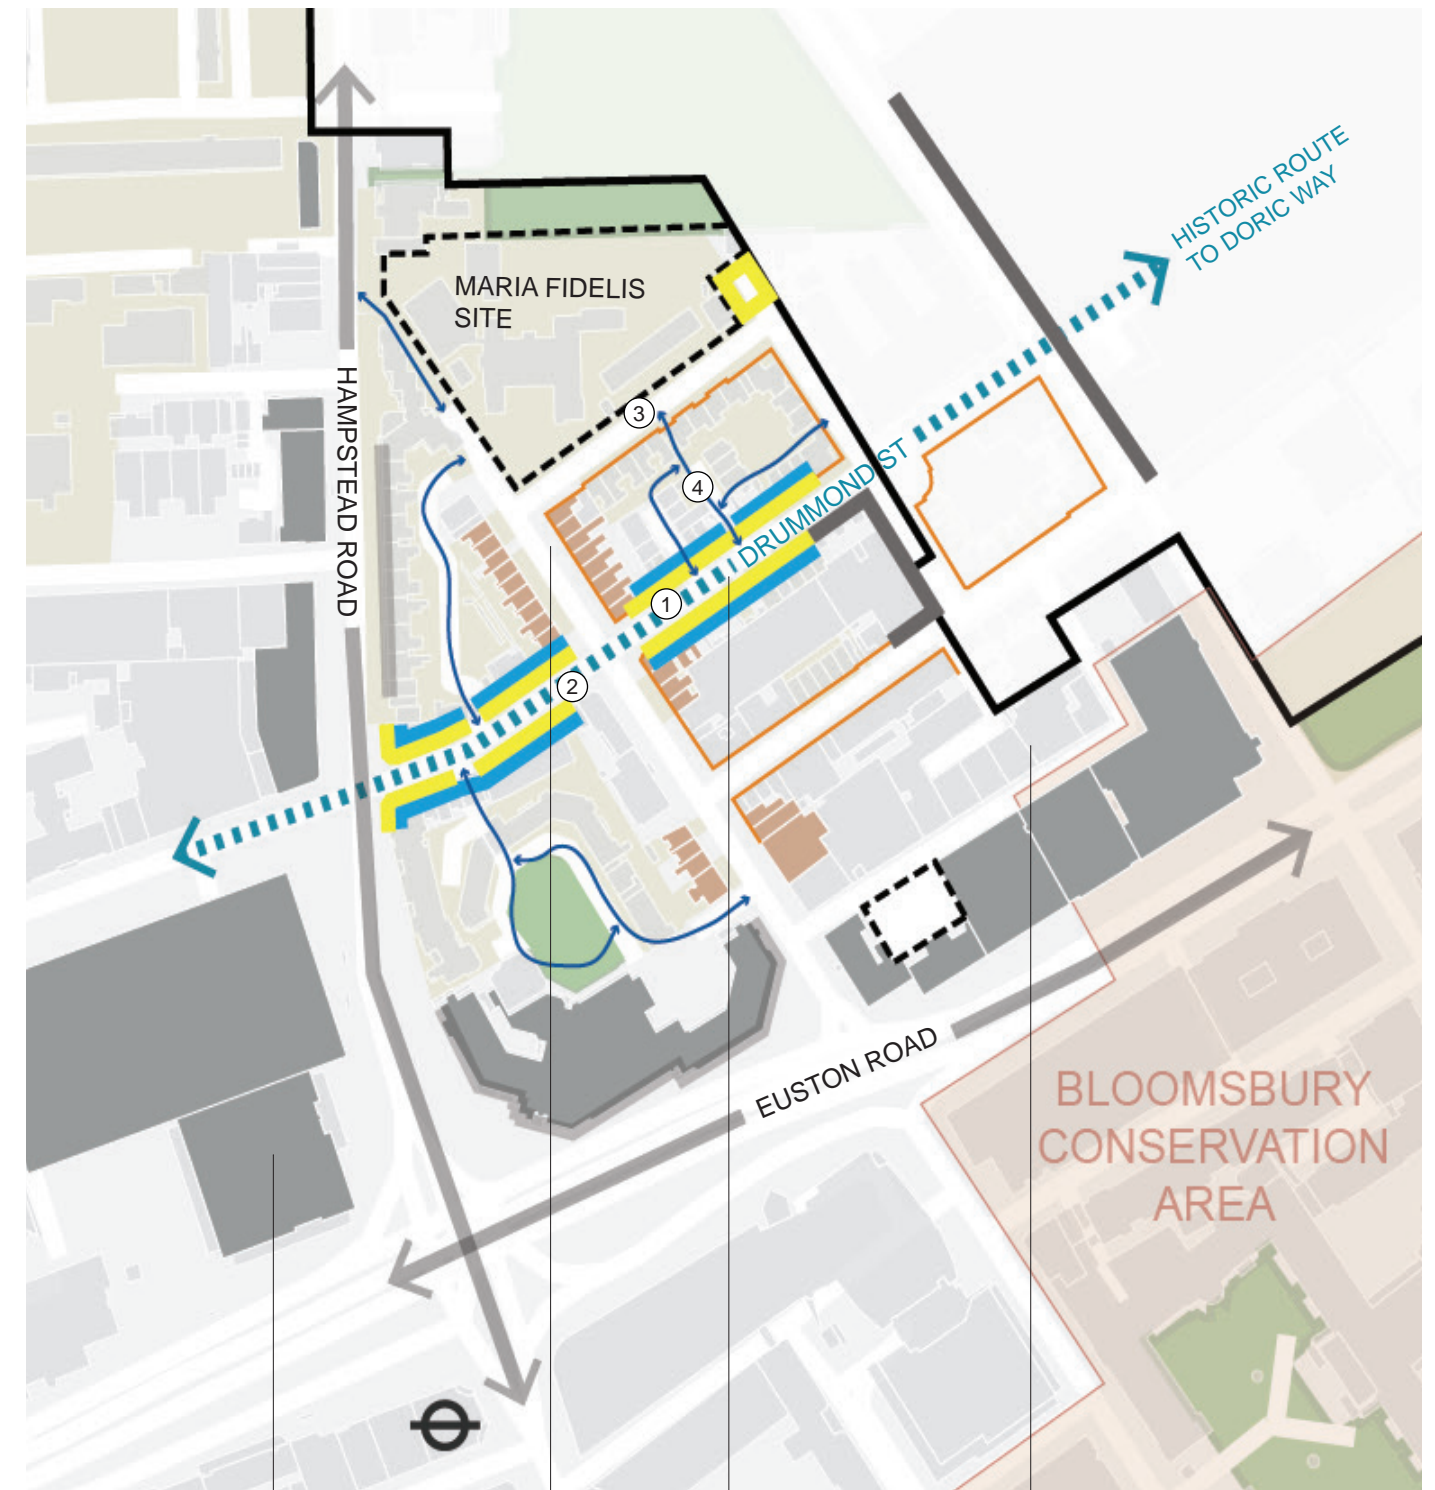 HISTORIC ROUTE
TO DORIC WAY
MARIA FIDELIS
SITE
HAMPSTEAD ROAD
3
4
DRUMMOND ST
1
2
EUSTON ROAD
BLOOMSBURY
CONSERVATION
AREA